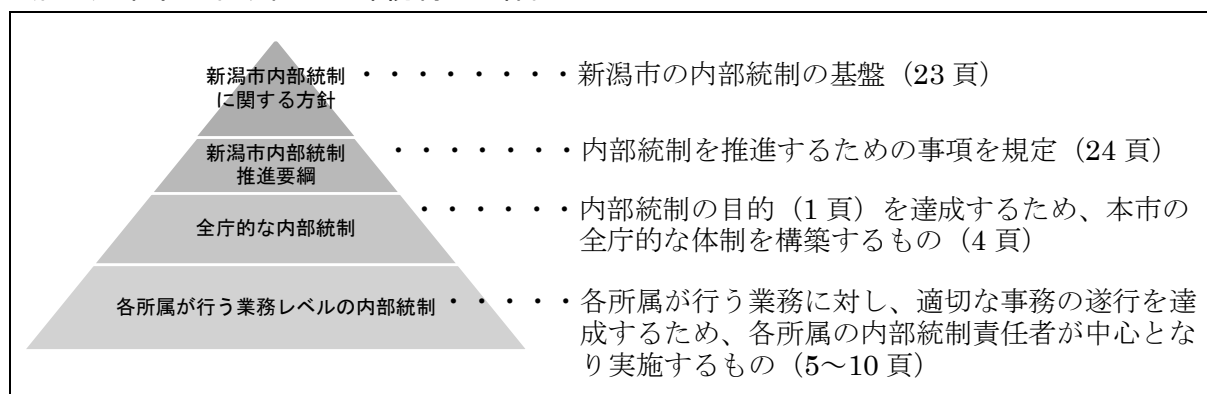 新潟市内部統制
に関する方針
・・・・・・・・新潟市の内部統制の基盤（23 頁）
新潟市内部統制
推進要綱
・・・・・・・内部統制を推進するための事項を規定（24 頁）
全庁的な内部統制
・・・・・・内部統制の目的（1 頁）を達成するため、本市の
全庁的な体制を構築するもの（4 頁）
各所属が行う業務レベルの内部統制
・・・・・各所属が行う業務に対し、適切な事務の遂行を達
成するため、各所属の内部統制責任者が中心とな
り実施するもの（5～10 頁）